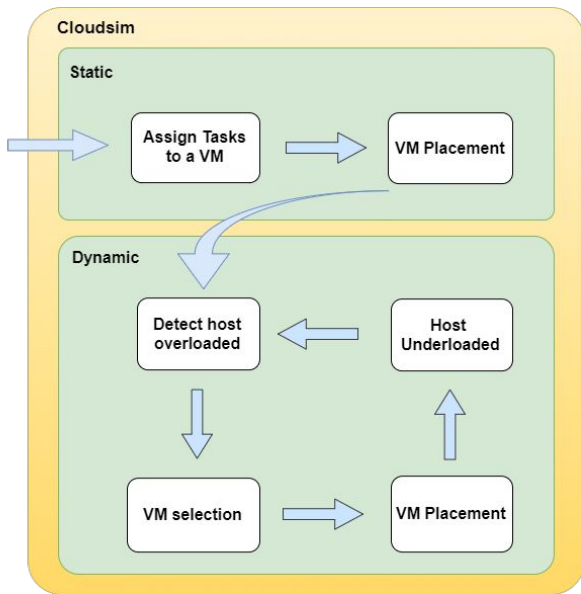 Cloudsim
Static
Assign Tasks
to a VM
VM Placement
Dynamic
Detect host
overloaded
Host
Underloaded
VM selection
VM Placement